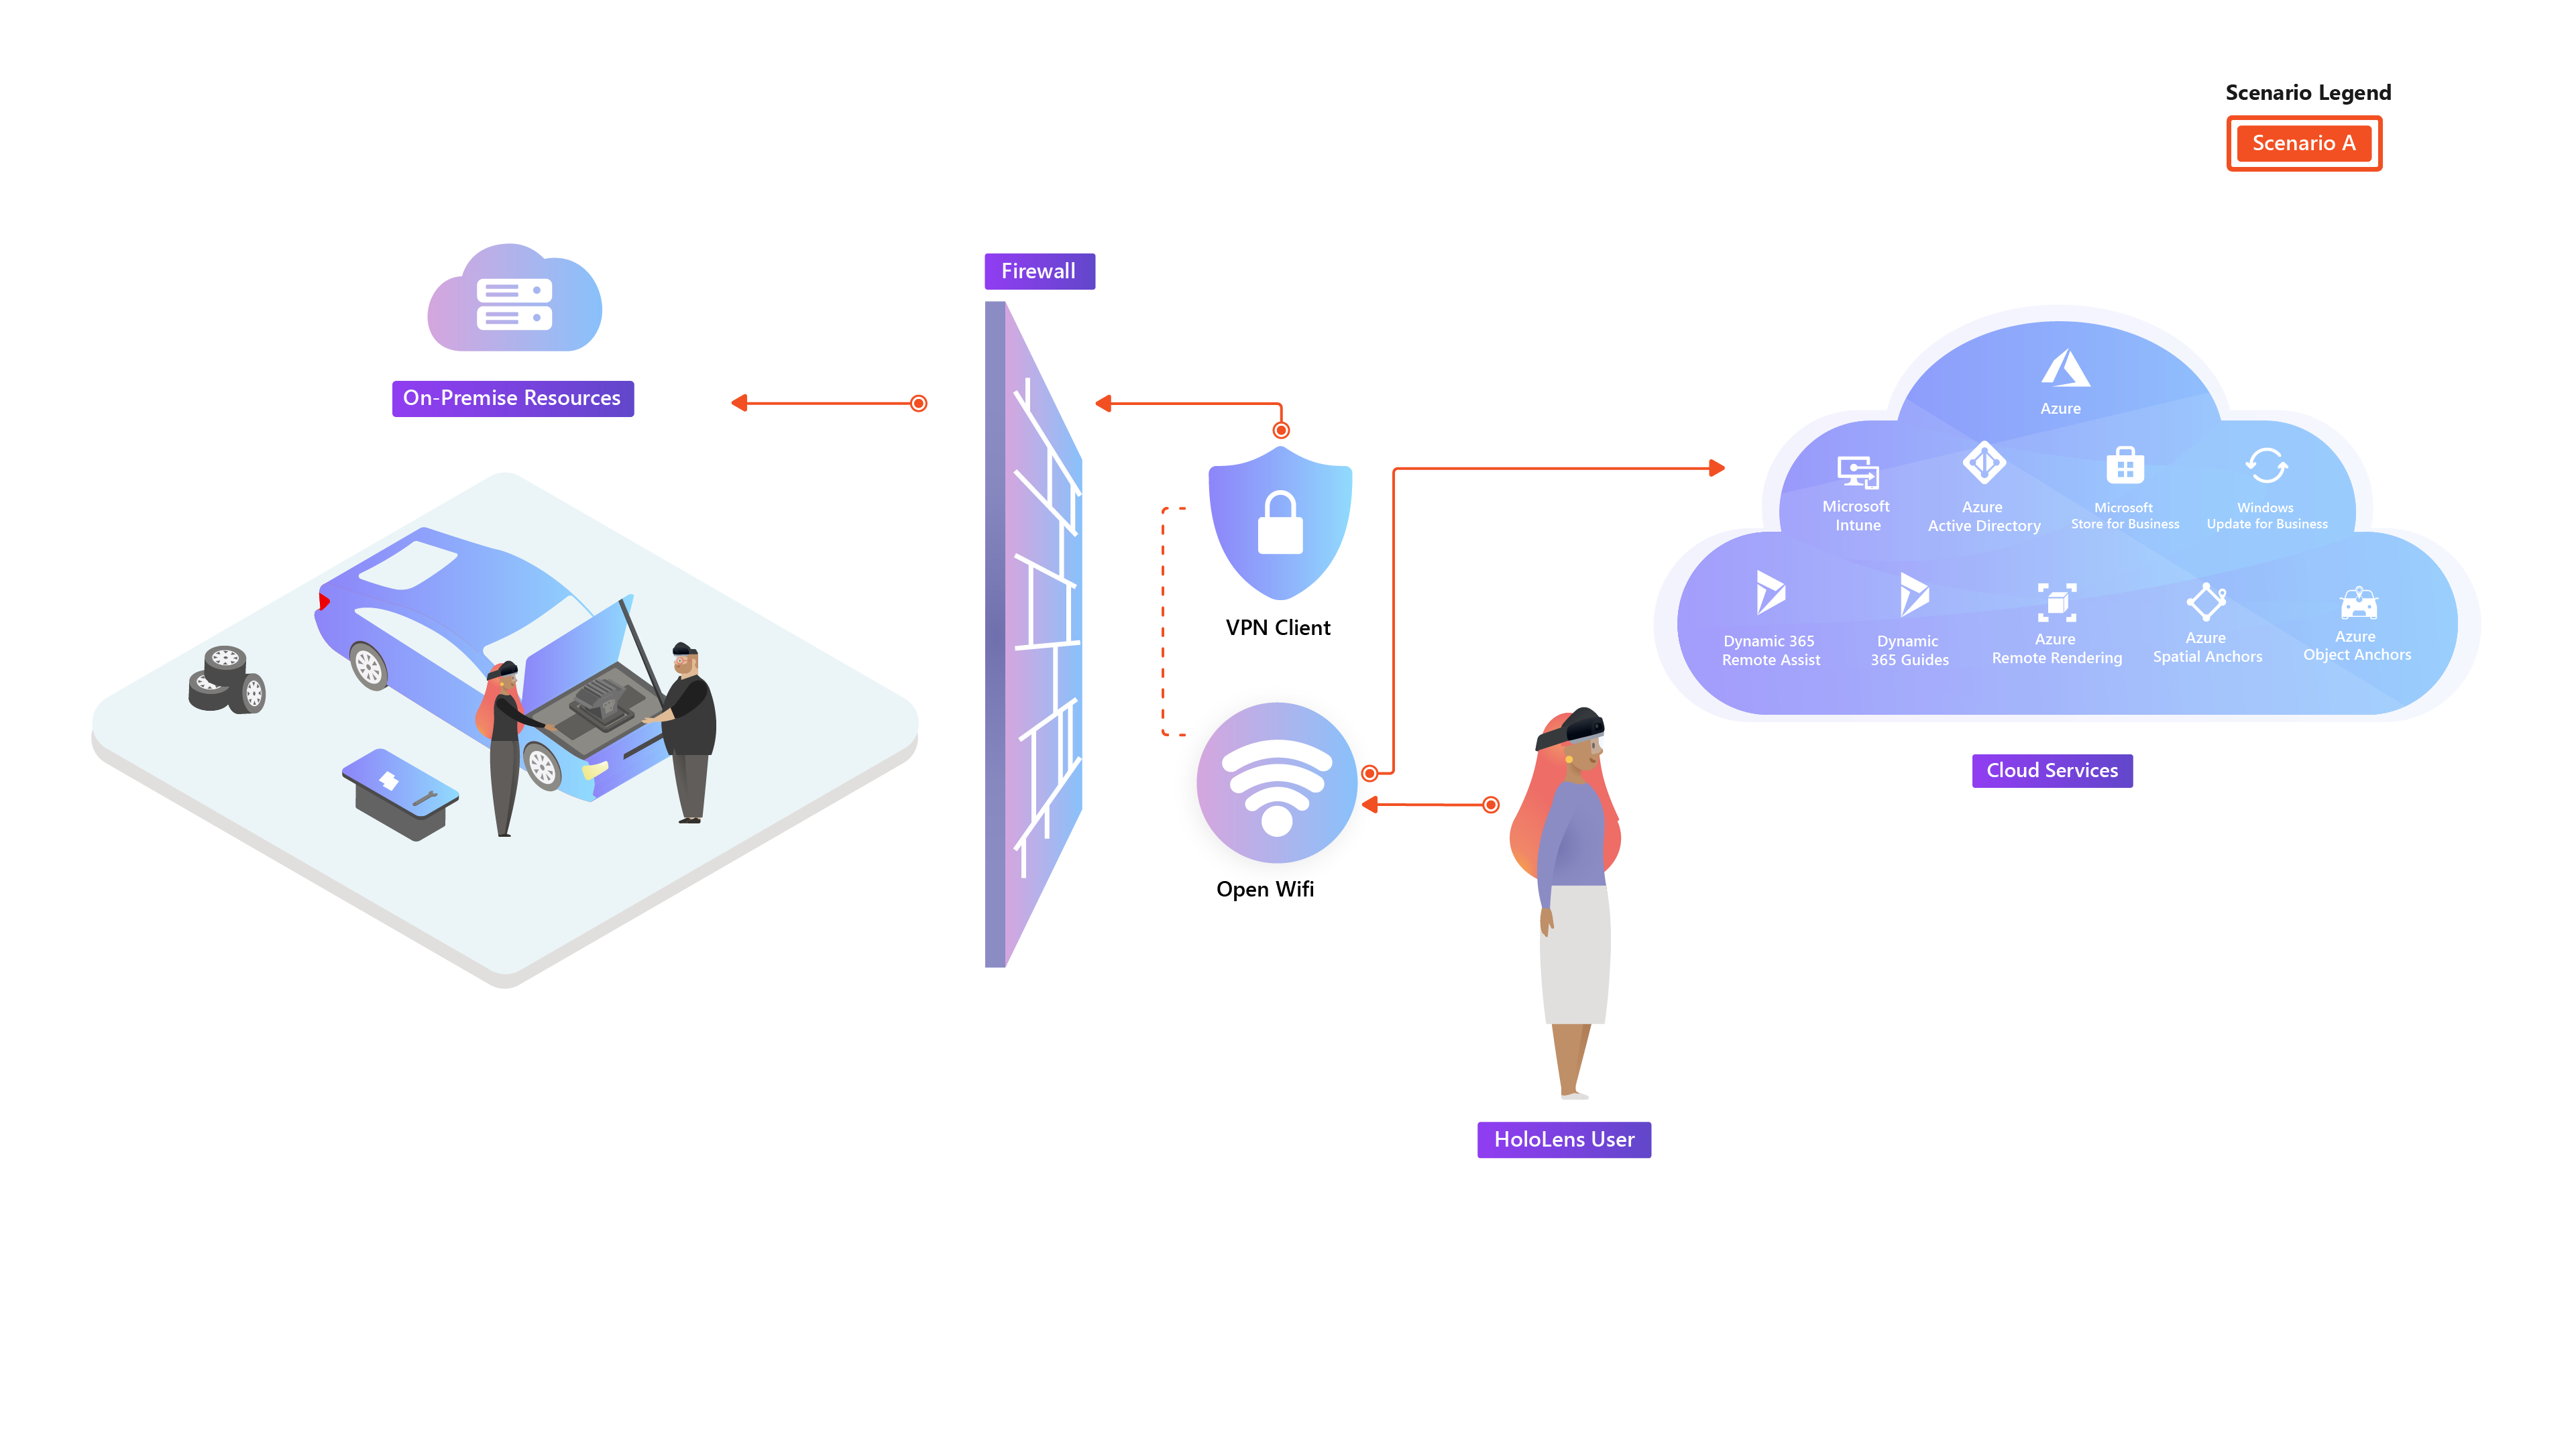 Scenario Legend
Scenario A
Firewall
On-Premise Resources
VPN Client
Open Wifi
HoloLens User
Azure
Microsoft
Intune
Azure
Active Directory
Microsoft
Store for Business
Windows
Update for Business
Dynamic 365
Remote Assist
Dynamic
365 Guides
Azure
Remote Rendering
Azure
Spatial Anchors
Azure
Object Anchors
Cloud Services